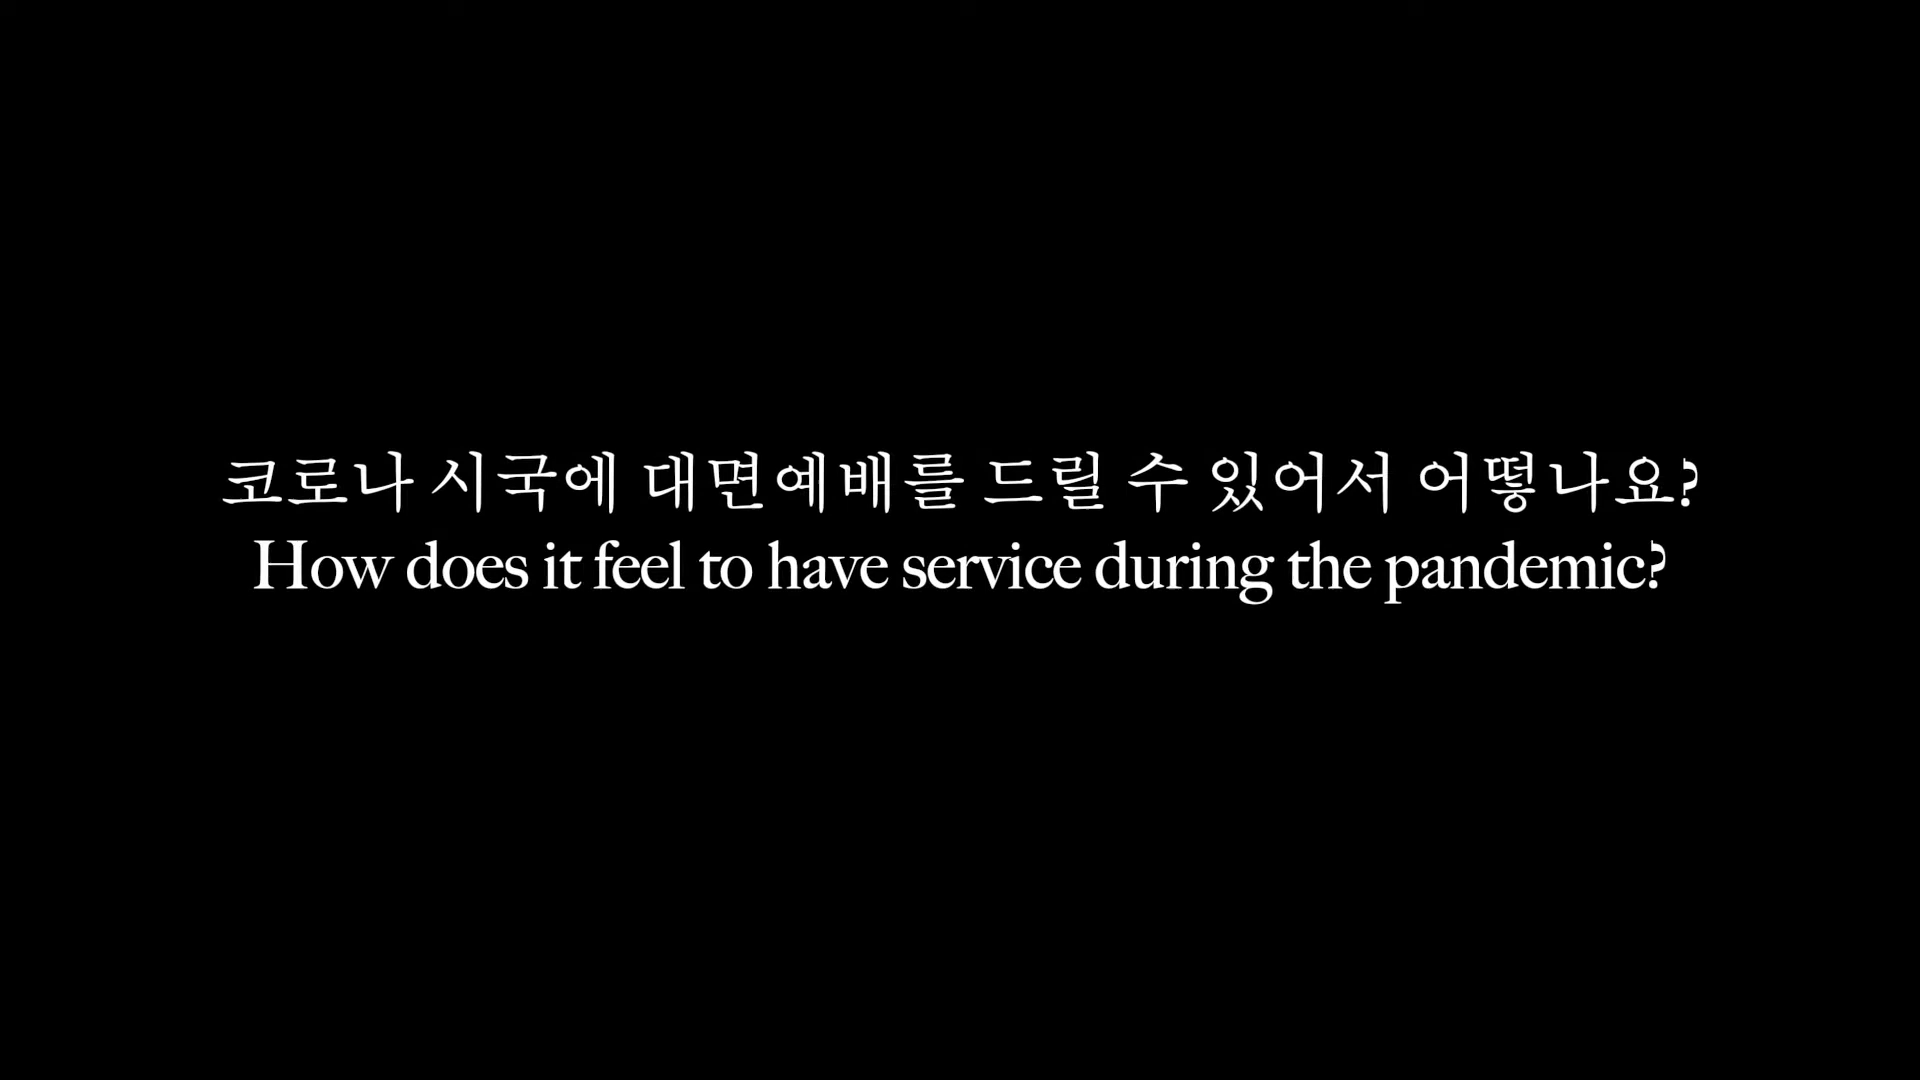 코로나 시국에 대면예배를 드릴 수 있어서 어떻나요?
How does it feel to have service during the pandemic?